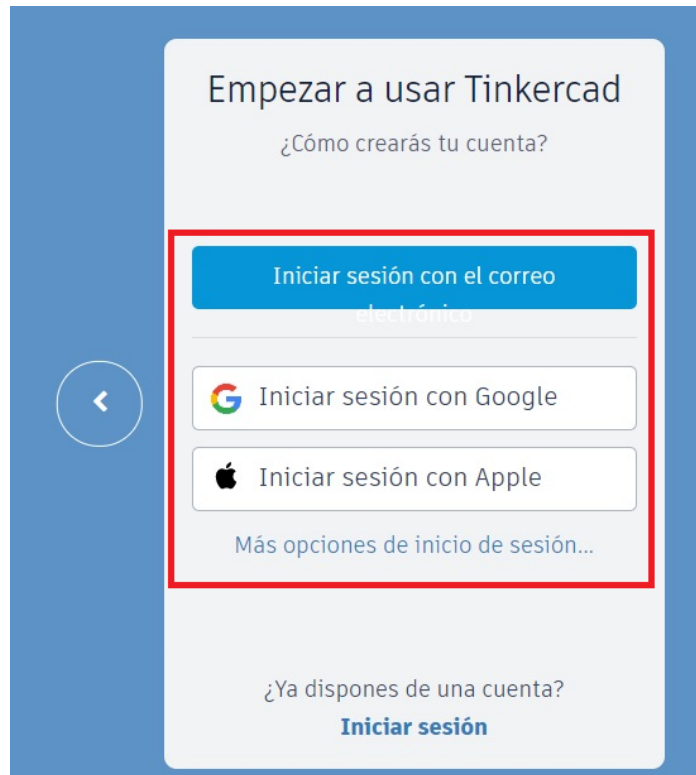 Empezar a usar Tinkercad
¿Cómo crearás tu cuenta?
Iniciar sesión con el correo
electrónico
Iniciar sesión con Google
Iniciar sesión con Apple
Más opciones de inicio de sesión...
¿Ya dispones de una cuenta?
Iniciar sesión